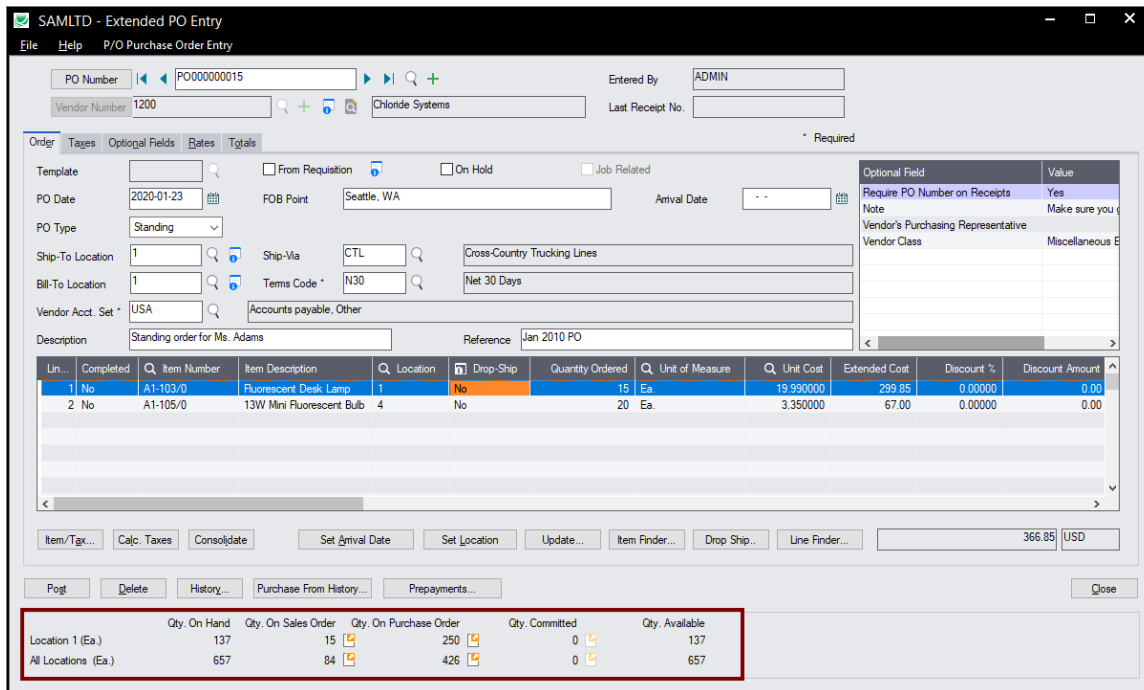 SAMLTD - Extended PO Entry
File Help P/O Purchase Order Entry
PO Number PO000000015 Entered By ADMIN
Vendor Number 1200 Chloride Systems Last Receipt No.
Order Taxes Optional Fields Rates Totals * Required
Template From Requisition On Hold Job Related Optional Field Value
PO Date 2020-01-23 FOB Point Seattle, WA Arrival Date - - Require PO Number on Receipts Yes
Note Make sure you g
PO Type Standing Vendor's Purchasing Representative
Vendor Class Miscellaneous E
Ship-To Location 1 Ship-Via CTL Cross-Country Trucking Lines
Bill-To Location 1 Terms Code * N30 Net 30 Days
Vendor Acct. Set * USA Accounts payable, Other
Description Standing order for Ms. Adams Reference Jan 2010 PO
Lin... Completed Item Number Item Description Location Drop-Ship Quantity Ordered Unit of Measure Unit Cost Extended Cost Discount % Discount Amount
1 No A1-103/0 Fluorescent Desk Lamp 1 No 15 Ea. 19.990000 299.85 0.00000 0.00
2 No A1-105/0 13W Mini Fluorescent Bulb 4 No 20 Ea. 3.350000 67.00 0.00000 0.00
Item/Tax... Calc. Taxes Consolidate Set Arrival Date Set Location Update... Item Finder... Drop Ship.. Line Finder... 366.85 USD
Post Delete History... Purchase From History... Prepayments... Close
Qty. On Hand Qty. On Sales Order Qty. On Purchase Order Qty. Committed Qty. Available
Location 1 (Ea.) 137 15 250 0 137
All Locations (Ea.) 657 84 426 0 657